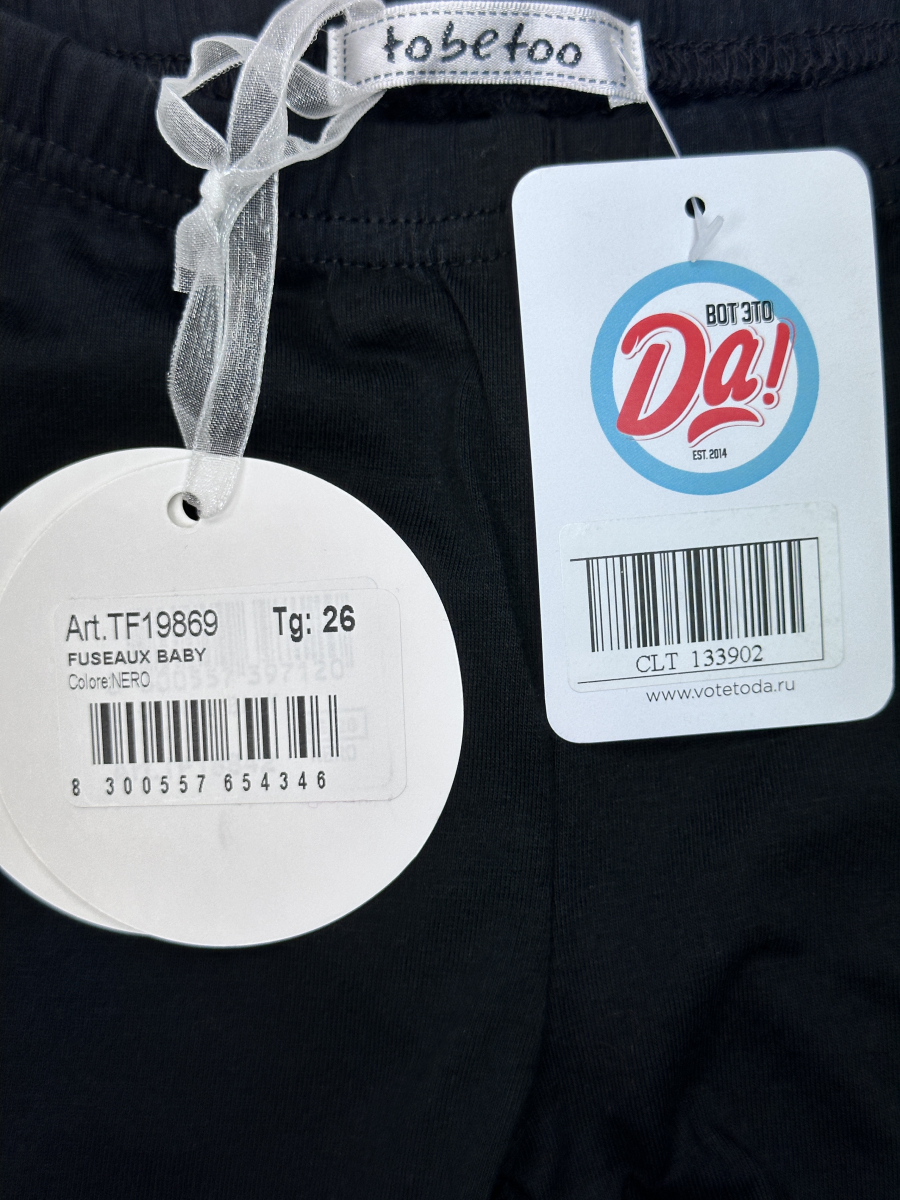 tobetoo
ВОТ ЭТО
Да!
EST. 2014
CLT 133902
www.votetoda.ru
Art.TF19869 Tg: 26
FUSEAUX BABY
Colore:NERO
8 300557 654346